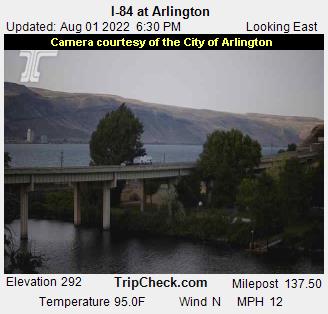 I-84 at Arlington
Updated: Aug 01 2022 6:30 PM Looking East
Camera courtesy of the City of Arlington
Elevation 292 TripCheck.com Milepost 137.50
Temperature 95.0F Wind N MPH 12